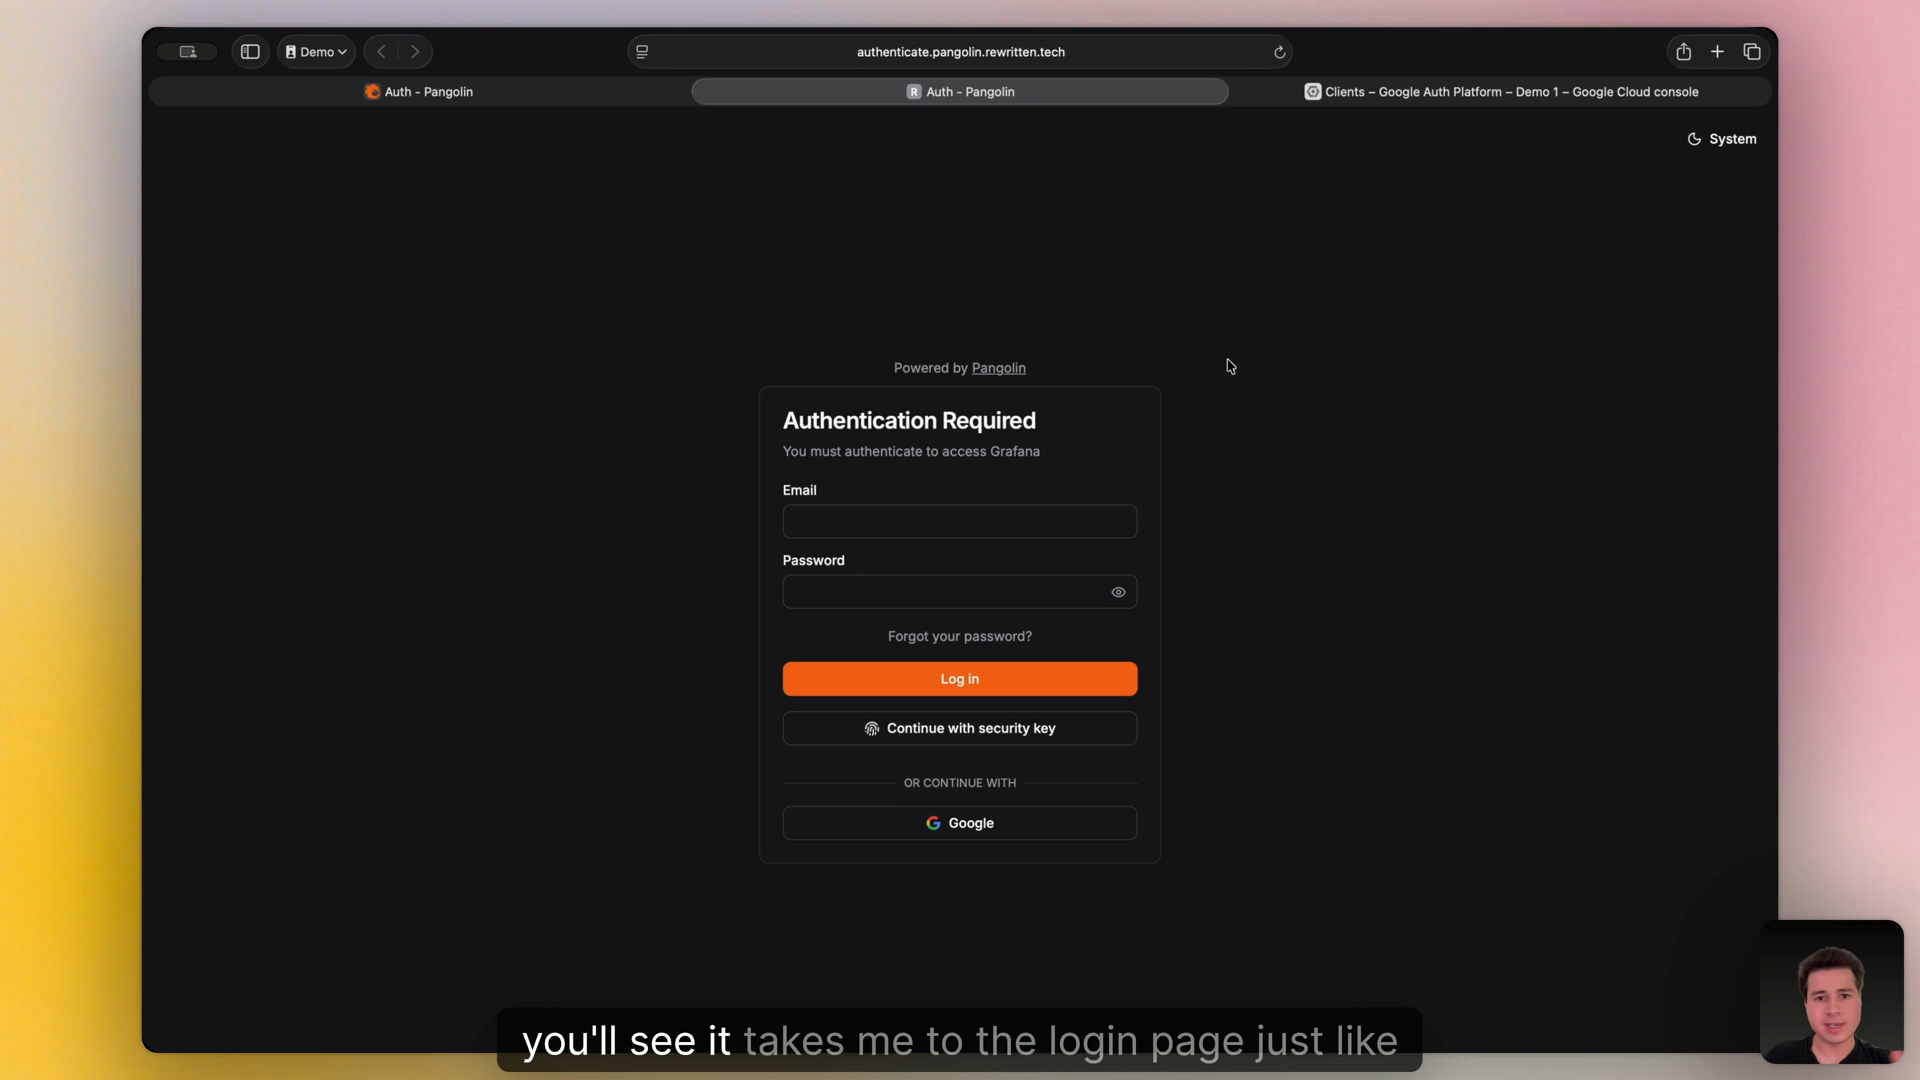 Demo
authenticate.pangolin.rewritten.tech
Auth - Pangolin
R Auth - Pangolin
Clients – Google Auth Platform – Demo 1 – Google Cloud console
System
Powered by Pangolin
Authentication Required
You must authenticate to access Grafana
Email
Password
Forgot your password?
Log in
Continue with security key
OR CONTINUE WITH
Google
you'll see it takes me to the login page just like